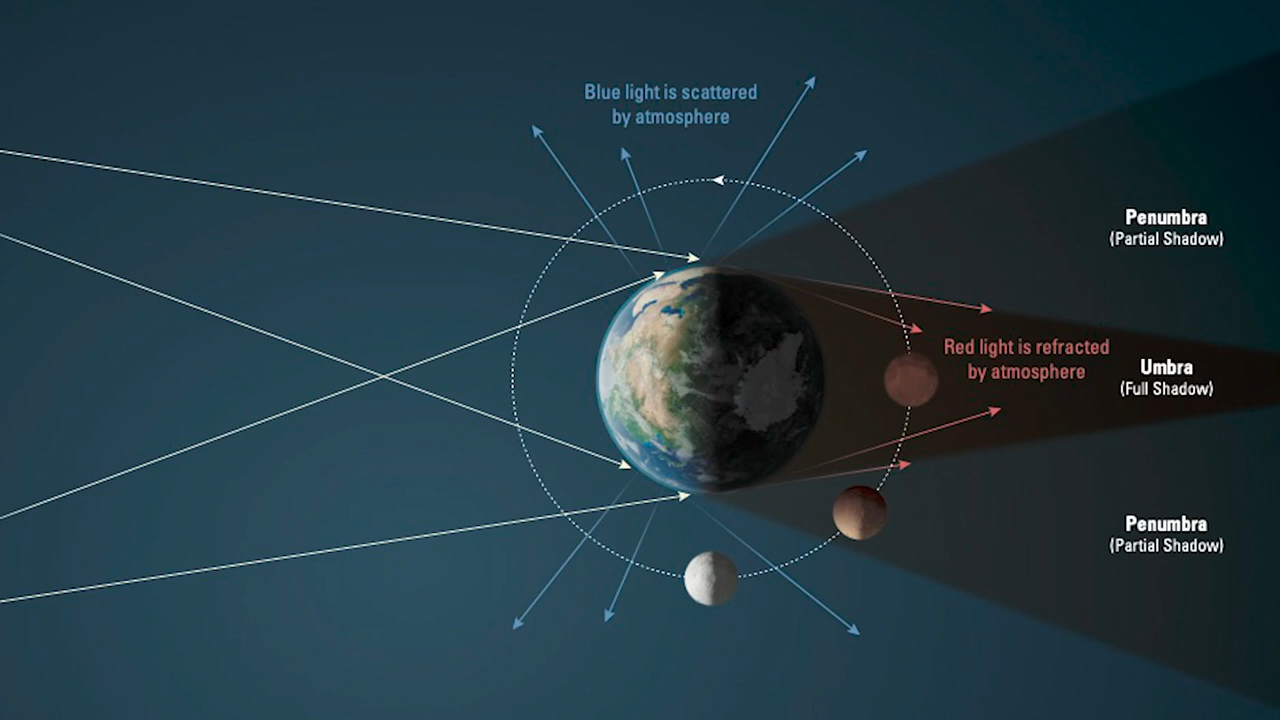 Blue light is scattered
by atmosphere
Penumbra
(Partial Shadow)
Red light is refracted
by atmosphere
Umbra
(Full Shadow)
Penumbra
(Partial Shadow)